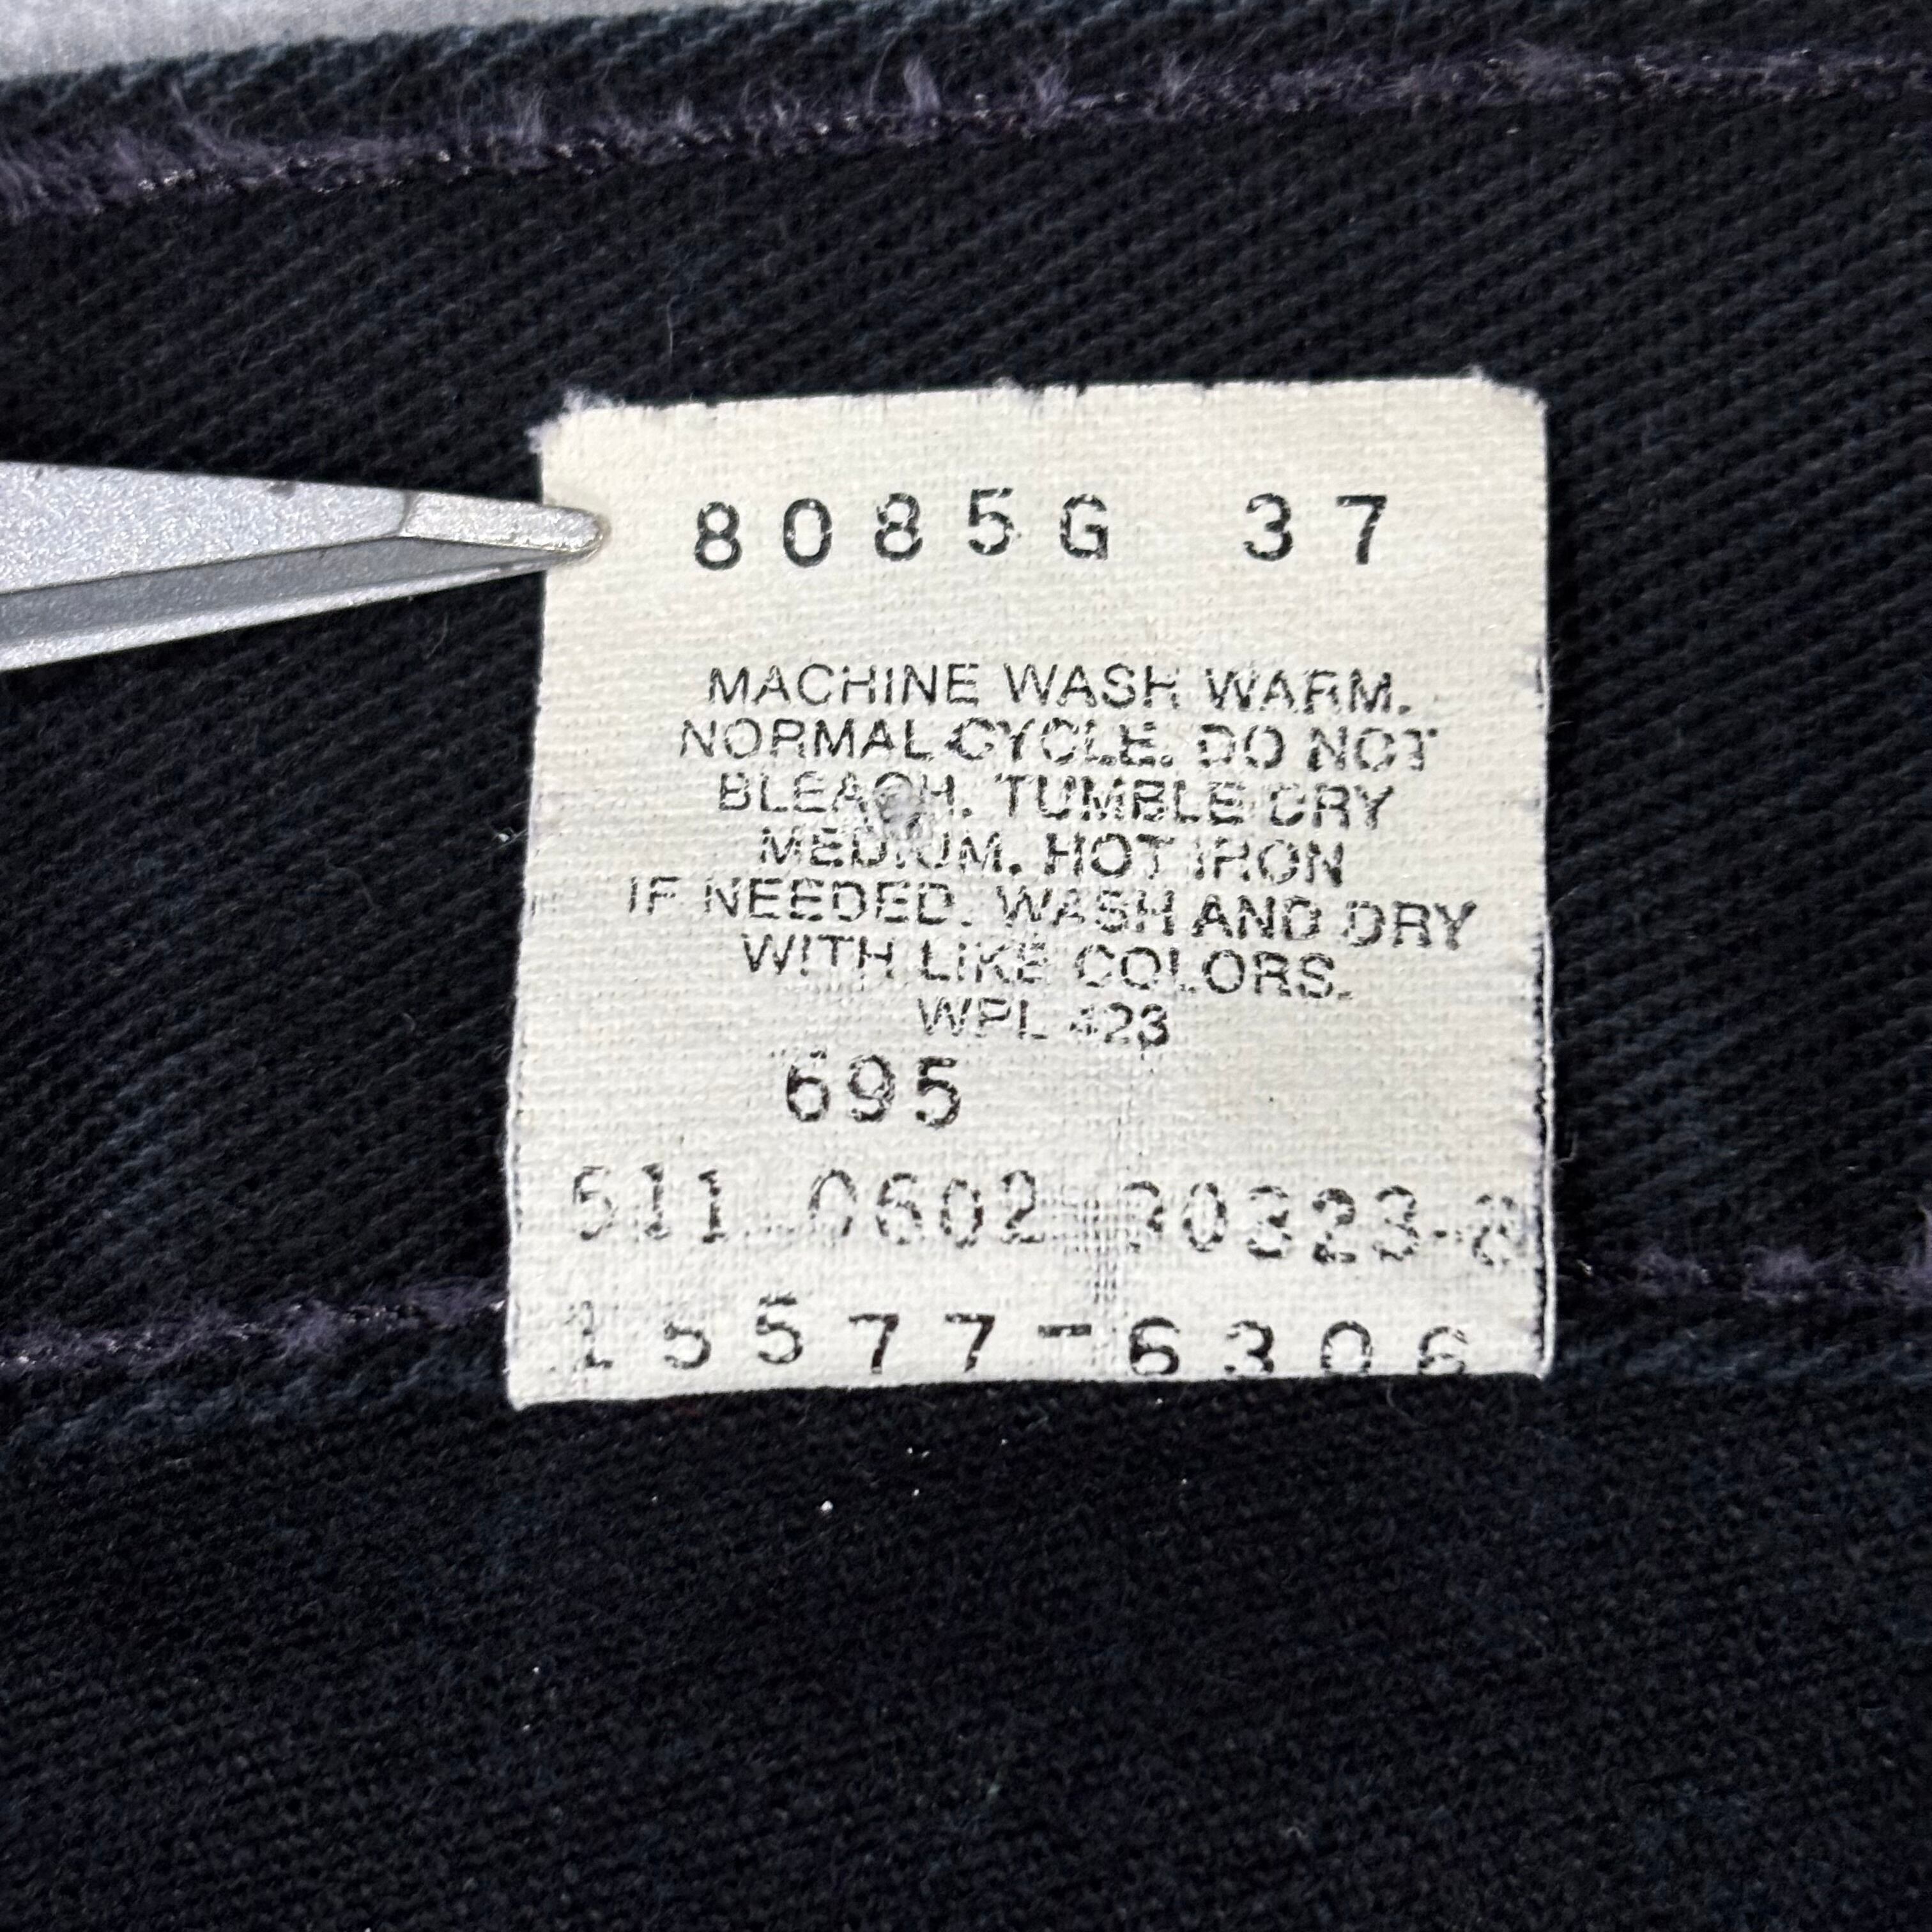 8085G 37
MACHINE WASH WARM.
NORMAL CYCLE. DO NOT
BLEACH. TUMBLE DRY
MEDIUM. HOT IRON
IF NEEDED. WASH AND DRY
WITH LIKE COLORS.
WPL 423
695
511 0602
15577-6306